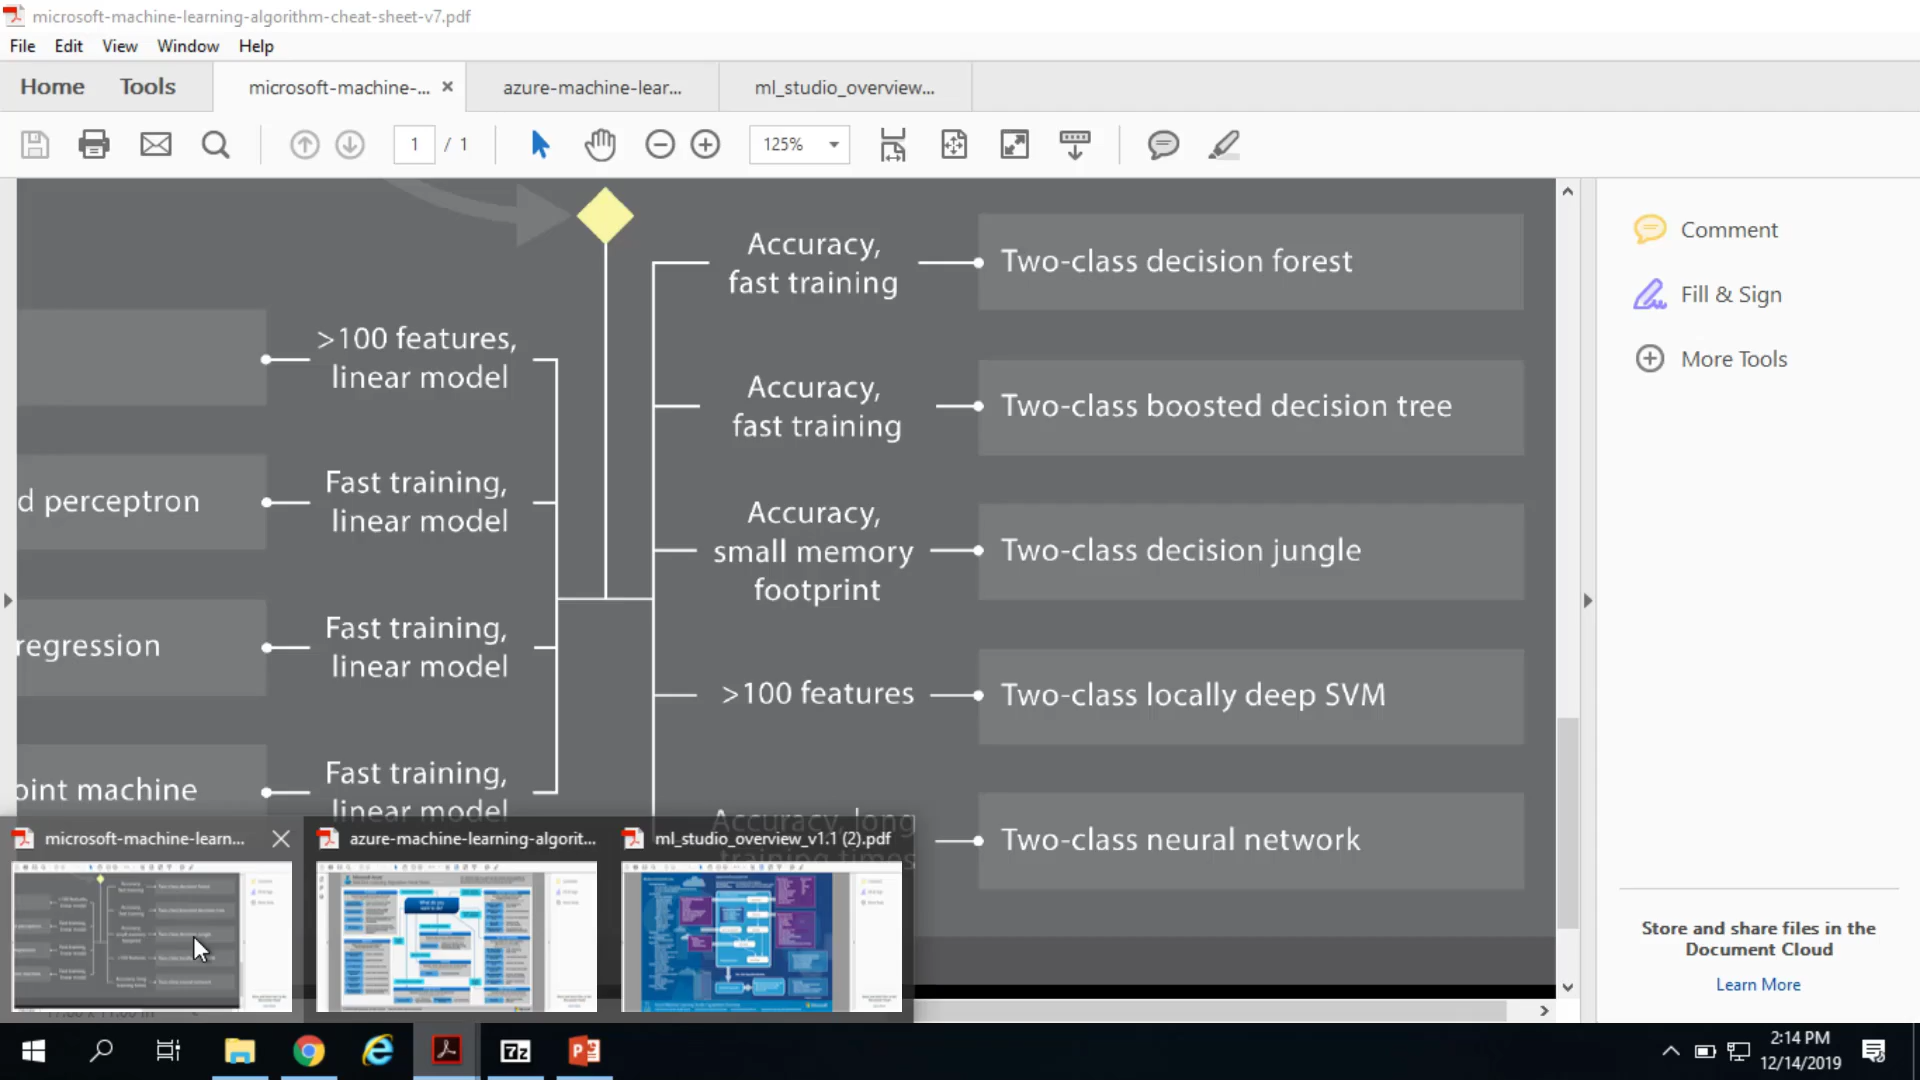 microsoft-machine-learning-algorithm-cheat-sheet-v7.pdf
File Edit View Window Help
Home Tools microsoft-machine-... azure-machine-lear... ml_studio_overview...
1 / 1 125%
Accuracy,
fast training
Two-class decision forest
>100 features,
linear model
Accuracy,
fast training
Two-class boosted decision tree
d perceptron
Fast training,
linear model
Accuracy,
small memory
footprint
Two-class decision jungle
regression
Fast training,
linear model
>100 features
Two-class locally deep SVM
oint machine
Fast training,
linear model
Accuracy, long
training times
Two-class neural network
Comment
Fill & Sign
More Tools
Store and share files in the
Document Cloud
Learn More
microsoft-machine-learn... azure-machine-learning-algorit... ml_studio_overview_v1.1 (2).pdf
2:14 PM
12/14/2019